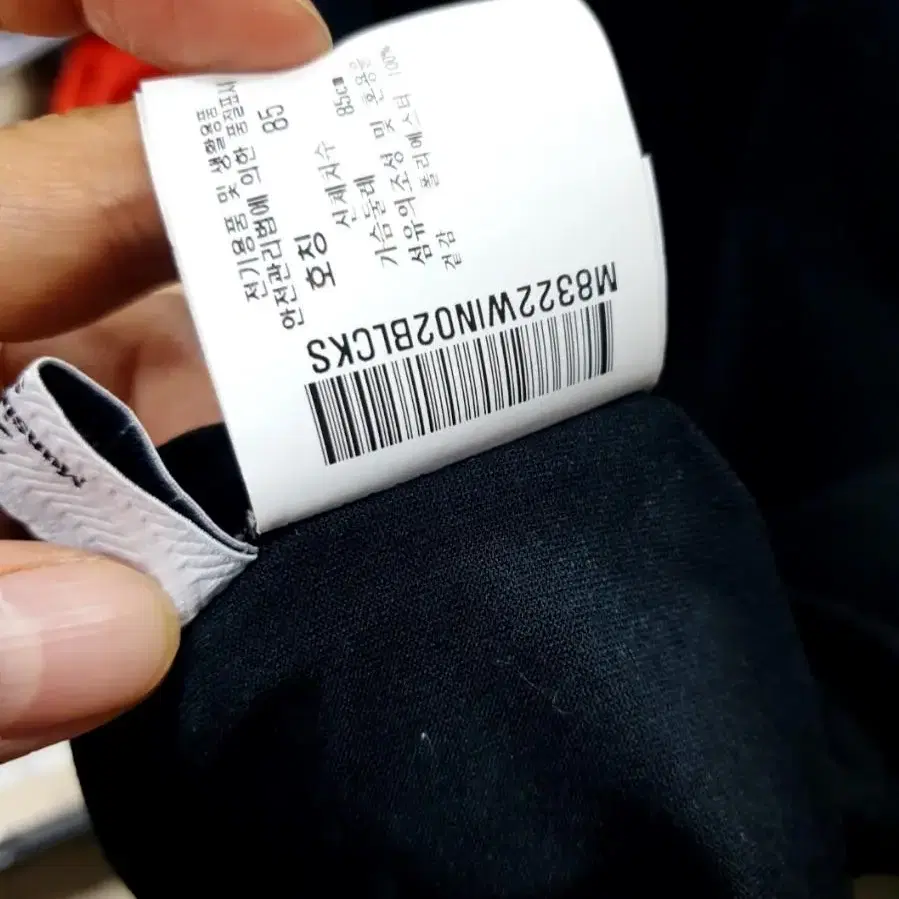 전기용품 및 생활용품
안전관리법에 의한 품질표시
호칭 85
신체치수
가슴둘레 85cm
섬유의조성 및 혼용율
겉감 폴리에스터 100%
M8322WIN02BLCKS